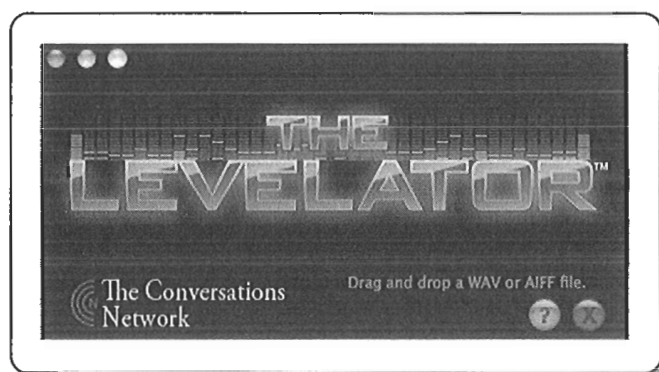 THE
LEVELATOR™
The Conversations
Network
Drag and drop a WAV or AIFF file.
N
? X